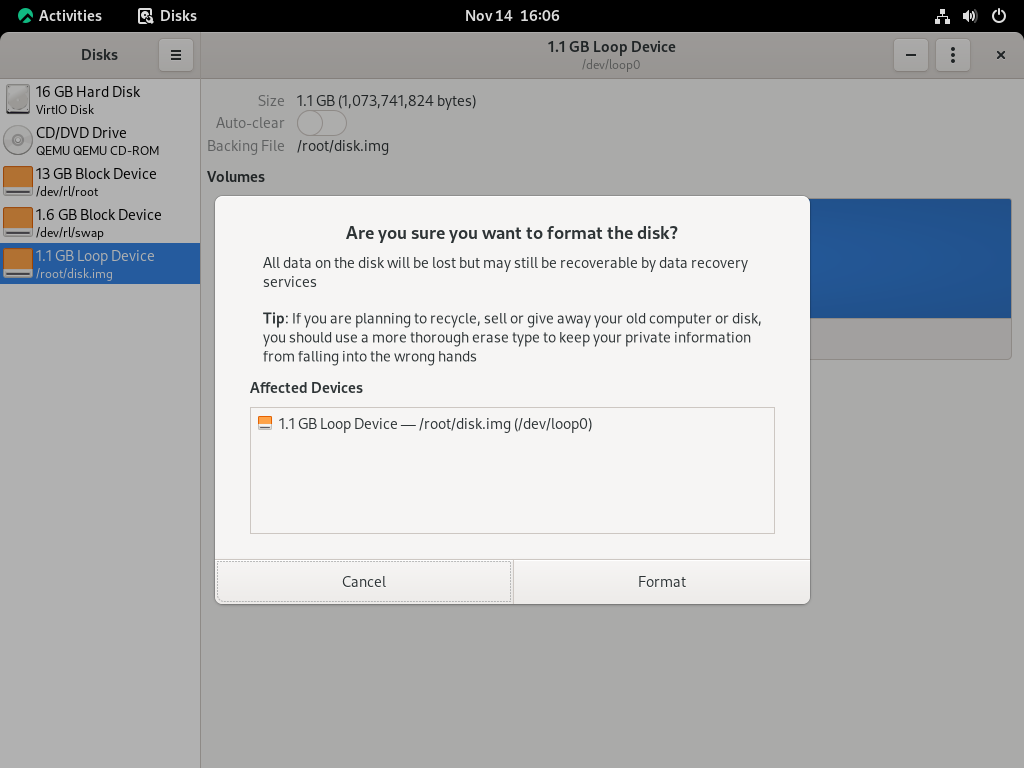 Activities
Disks
Nov 14 16:06
Disks
1.1 GB Loop Device
/dev/loop0
16 GB Hard Disk
VirtIO Disk
CD/DVD Drive
QEMU QEMU CD-ROM
13 GB Block Device
/dev/rl/root
1.6 GB Block Device
/dev/rl/swap
1.1 GB Loop Device
/root/disk.img
Size 1.1 GB (1,073,741,824 bytes)
Auto-clear
Backing File /root/disk.img
Volumes
Are you sure you want to format the disk?
All data on the disk will be lost but may still be recoverable by data recovery
services
Tip: If you are planning to recycle, sell or give away your old computer or disk,
you should use a more thorough erase type to keep your private information
from falling into the wrong hands
Affected Devices
1.1 GB Loop Device — /root/disk.img (/dev/loop0)
Cancel
Format